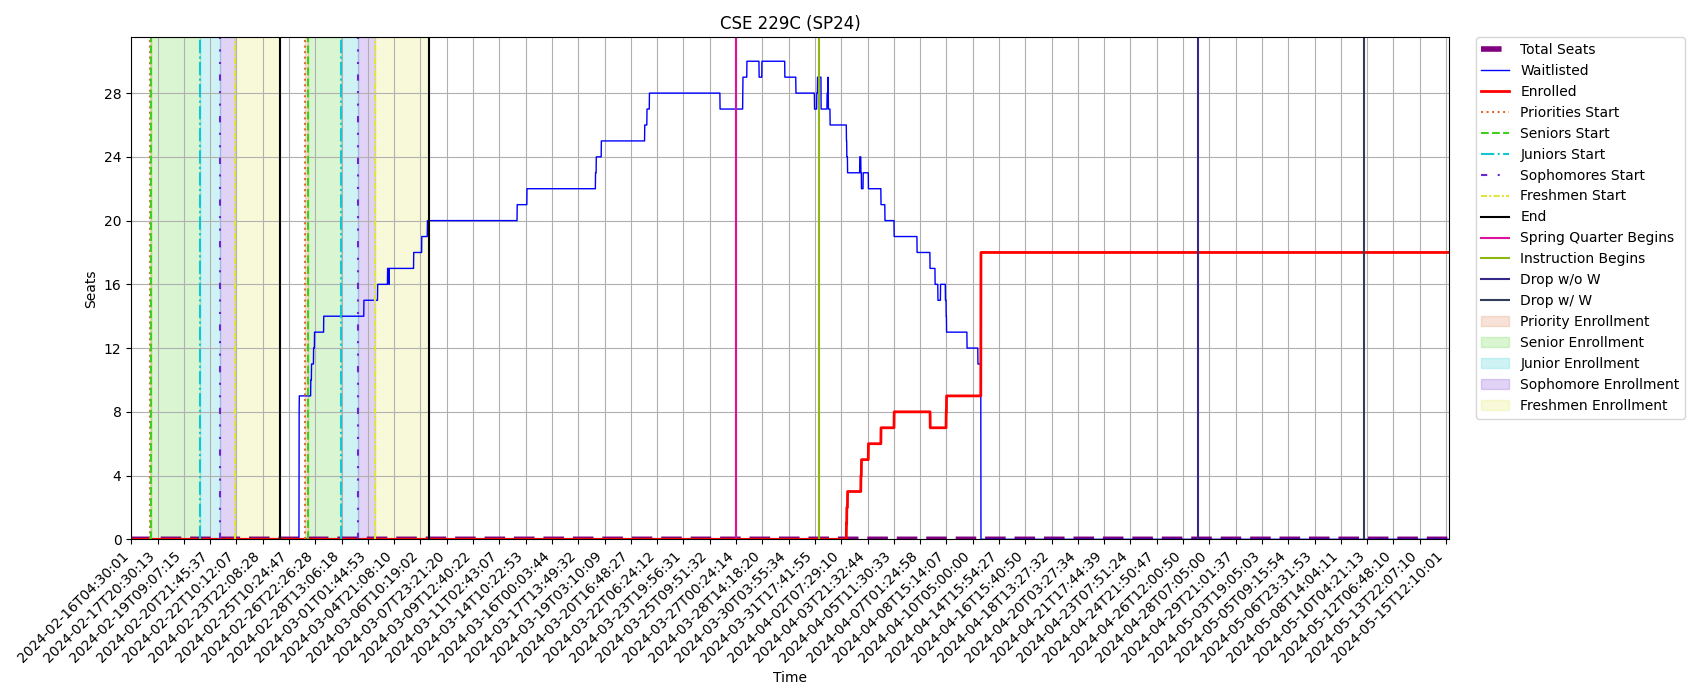 CSE 229C (SP24)
Seats
28
24
20
16
12
8
4
0
2024-02-16T04:30:01
2024-02-17T20:30:13
2024-02-19T09:07:15
2024-02-20T21:45:37
2024-02-22T10:12:07
2024-02-23T22:08:28
2024-02-25T10:24:47
2024-02-26T22:26:28
2024-02-28T13:06:18
2024-03-01T01:44:53
2024-03-04T21:08:10
2024-03-06T10:19:02
2024-03-07T23:21:20
2024-03-09T12:40:22
2024-03-11T02:43:07
2024-03-14T10:22:53
2024-03-16T00:03:44
2024-03-17T13:49:32
2024-03-19T03:10:09
2024-03-20T16:48:27
2024-03-22T06:24:12
2024-03-23T19:56:31
2024-03-25T09:51:32
2024-03-27T00:24:14
2024-03-28T14:18:20
2024-03-30T03:55:34
2024-03-31T17:41:55
2024-04-02T07:29:10
2024-04-03T21:32:44
2024-04-05T11:30:33
2024-04-07T01:24:58
2024-04-08T15:14:07
2024-04-10T05:00:00
2024-04-14T15:54:27
2024-04-16T15:40:50
2024-04-18T13:27:32
2024-04-20T03:27:34
2024-04-21T17:44:39
2024-04-23T07:51:24
2024-04-24T21:50:47
2024-04-26T12:00:50
2024-04-28T07:05:00
2024-04-29T21:01:37
2024-05-03T19:05:03
2024-05-05T09:15:54
2024-05-06T23:31:53
2024-05-08T14:04:11
2024-05-10T04:21:13
2024-05-12T06:48:10
2024-05-13T22:07:10
2024-05-15T12:10:01
Time
Total Seats
Waitlisted
Enrolled
Priorities Start
Seniors Start
Juniors Start
Sophomores Start
Freshmen Start
End
Spring Quarter Begins
Instruction Begins
Drop w/o W
Drop w/ W
Priority Enrollment
Senior Enrollment
Junior Enrollment
Sophomore Enrollment
Freshmen Enrollment